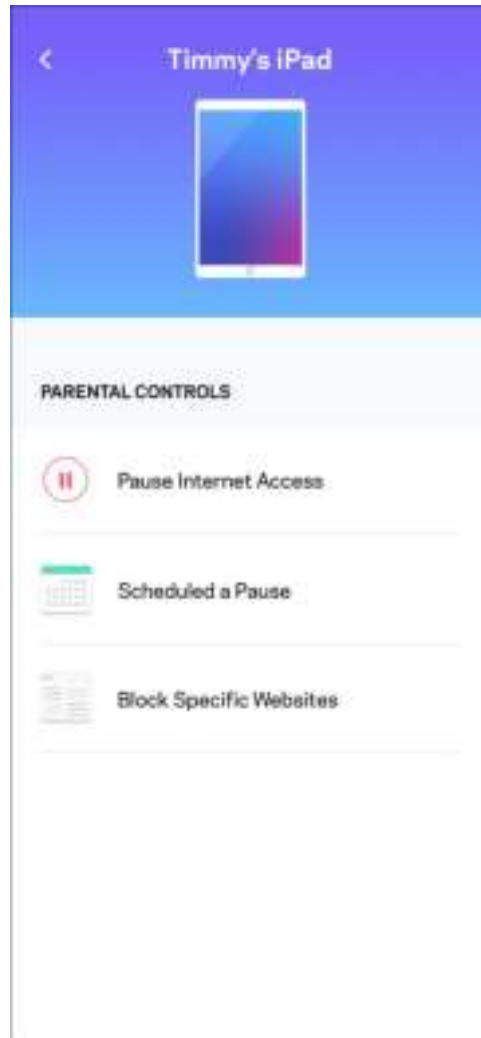 Timmy's iPad
PARENTAL CONTROLS
Pause Internet Access
Scheduled a Pause
Block Specific Websites